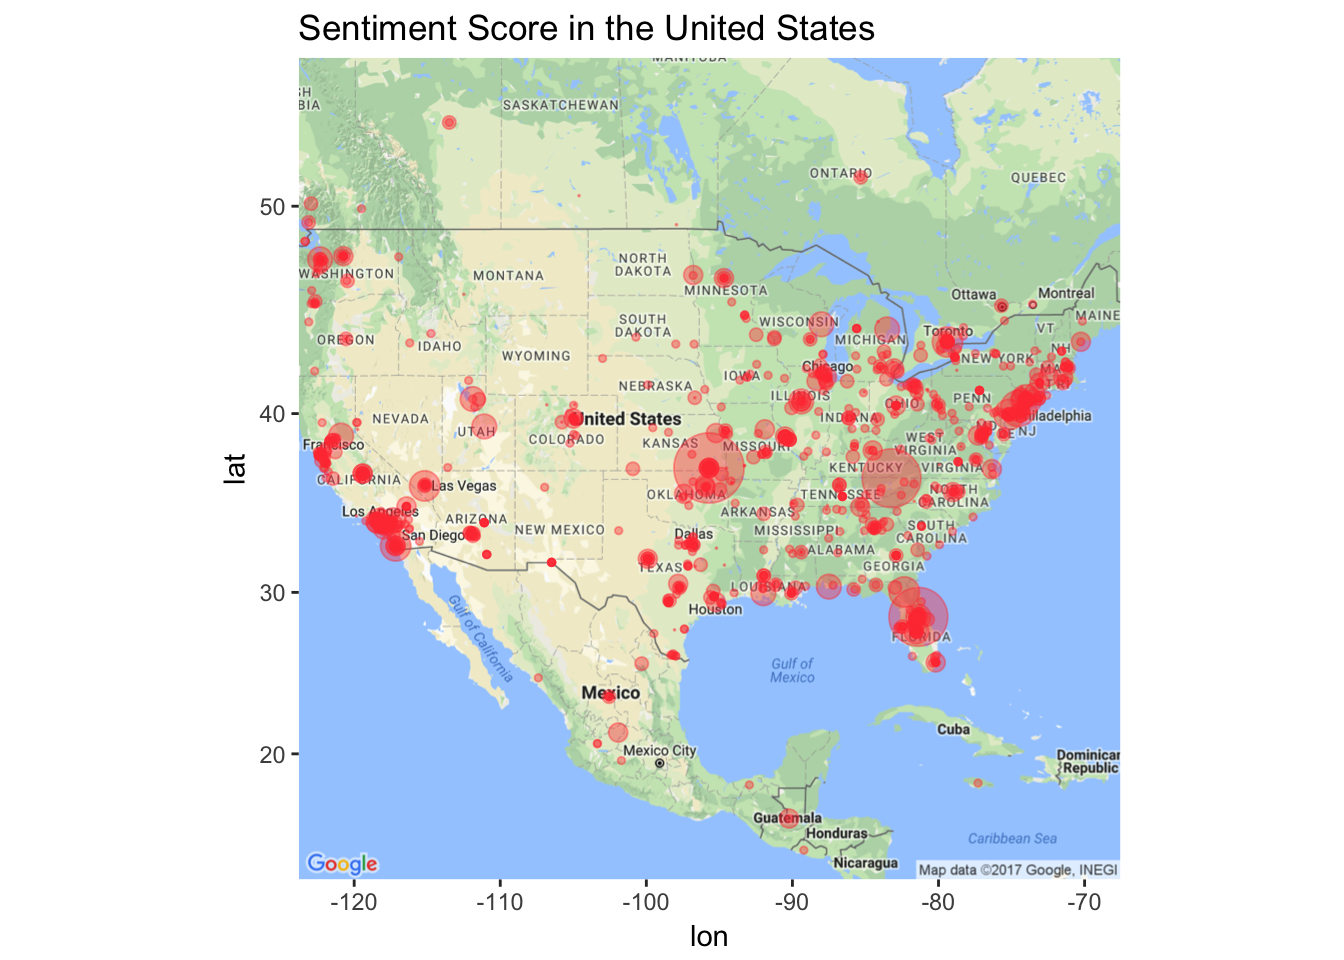 Sentiment Score in the United States
MANITOBA
SASKATCHEWAN
ONTARIO
QUEBEC
50
WASHINGTON
MONTANA
NORTH
DAKOTA
MINNESOTA
Ottawa
Montreal
MAINE
OREGON
IDAHO
SOUTH
DAKOTA
WISCONSIN
MICHIGAN
Toronto
VT
NH
NEW YORK
WYOMING
Chicago
IOWA
NEBRASKA
ILLINOIS
OHIO
PENN
MA
40
NEVADA
UTAH
COLORADO
United States
KANSAS
MISSOURI
INDIANA
WEST
VIRGINIA
MD
NJ
iladelphia
Francisco
CALIFORNIA
Las Vegas
OKLAHOMA
KENTUCKY
VIRGINIA
TENNESSEE
NORTH
CAROLINA
Los Angeles
San Diego
ARIZONA
NEW MEXICO
ARKANSAS
MISSISSIPPI
SOUTH
CAROLINA
Dallas
TEXAS
ALABAMA
GEORGIA
LOUISIANA
30
Houston
FLORIDA
Gulf of California
Gulf of
Mexico
Mexico
Cuba
20
Mexico City
Dominican
Republic
Guatemala
Honduras
Nicaragua
Caribbean Sea
Google
Map data ©2017 Google, INEGI
-120
-110
-100
-90
-80
-70
lon
lat